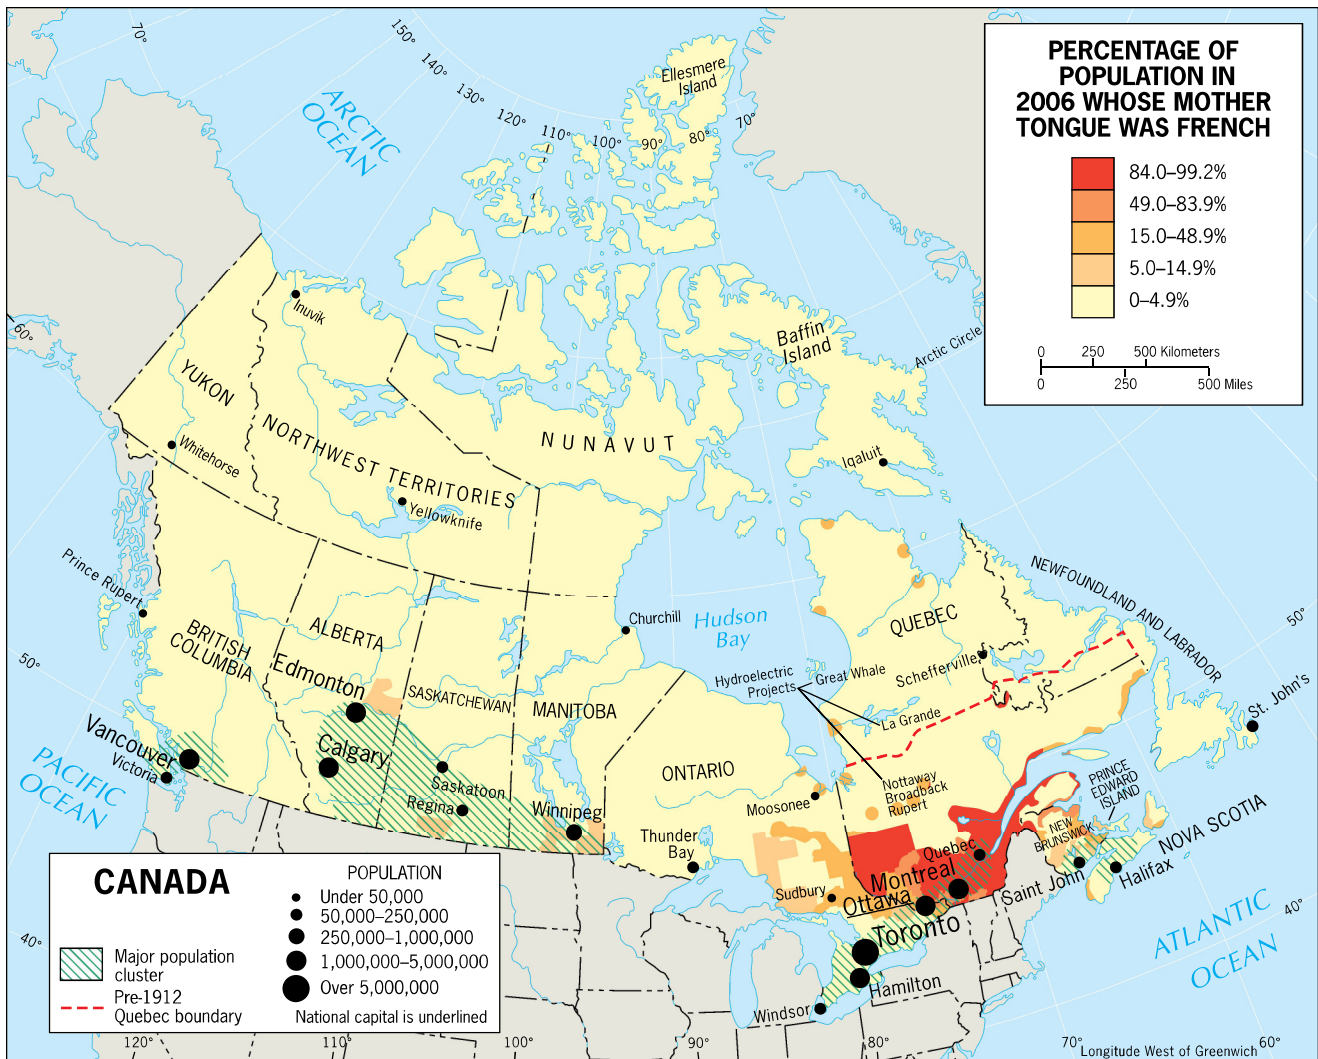 PERCENTAGE OF
POPULATION IN
2006 WHOSE MOTHER
TONGUE WAS FRENCH
84.0–99.2%
49.0–83.9%
15.0–48.9%
5.0–14.9%
0–4.9%
0 250 500 Kilometers
0 250 500 Miles
70°
150°
140°
130°
120°
110°
100°
90°
80°
70°
ARCTIC
OCEAN
Ellesmere
Island
60°
Inuvik
Baffin
Island
Arctic Circle
YUKON
NORTHWEST TERRITORIES
NUNAVUT
Whitehorse
Yellowknife
Iqaluit
Prince Rupert
BRITISH
COLUMBIA
ALBERTA
Edmonton
SASKATCHEWAN
MANITOBA
Churchill
Hudson
Bay
QUEBEC
NEWFOUNDLAND AND LABRADOR
50°
Schefferville
Hydroelectric
Projects
Great Whale
La Grande
Nottaway
Broadback
Rupert
St. John's
50°
Vancouver
Victoria
Calgary
Saskatoon
Regina
Winnipeg
ONTARIO
Moosonee
Thunder
Bay
PACIFIC
OCEAN
PRINCE
EDWARD
ISLAND
NEW
BRUNSWICK
NOVA SCOTIA
Quebec
Montreal
Sudbury
Ottawa
Saint John
Halifax
Toronto
Hamilton
Windsor
ATLANTIC
OCEAN
40°
40°
CANADA
Major population
cluster
Pre-1912
Quebec boundary
POPULATION
Under 50,000
50,000–250,000
250,000–1,000,000
1,000,000–5,000,000
Over 5,000,000
National capital is underlined
120°
110°
100°
90°
80°
70°
60°
Longitude West of Greenwich